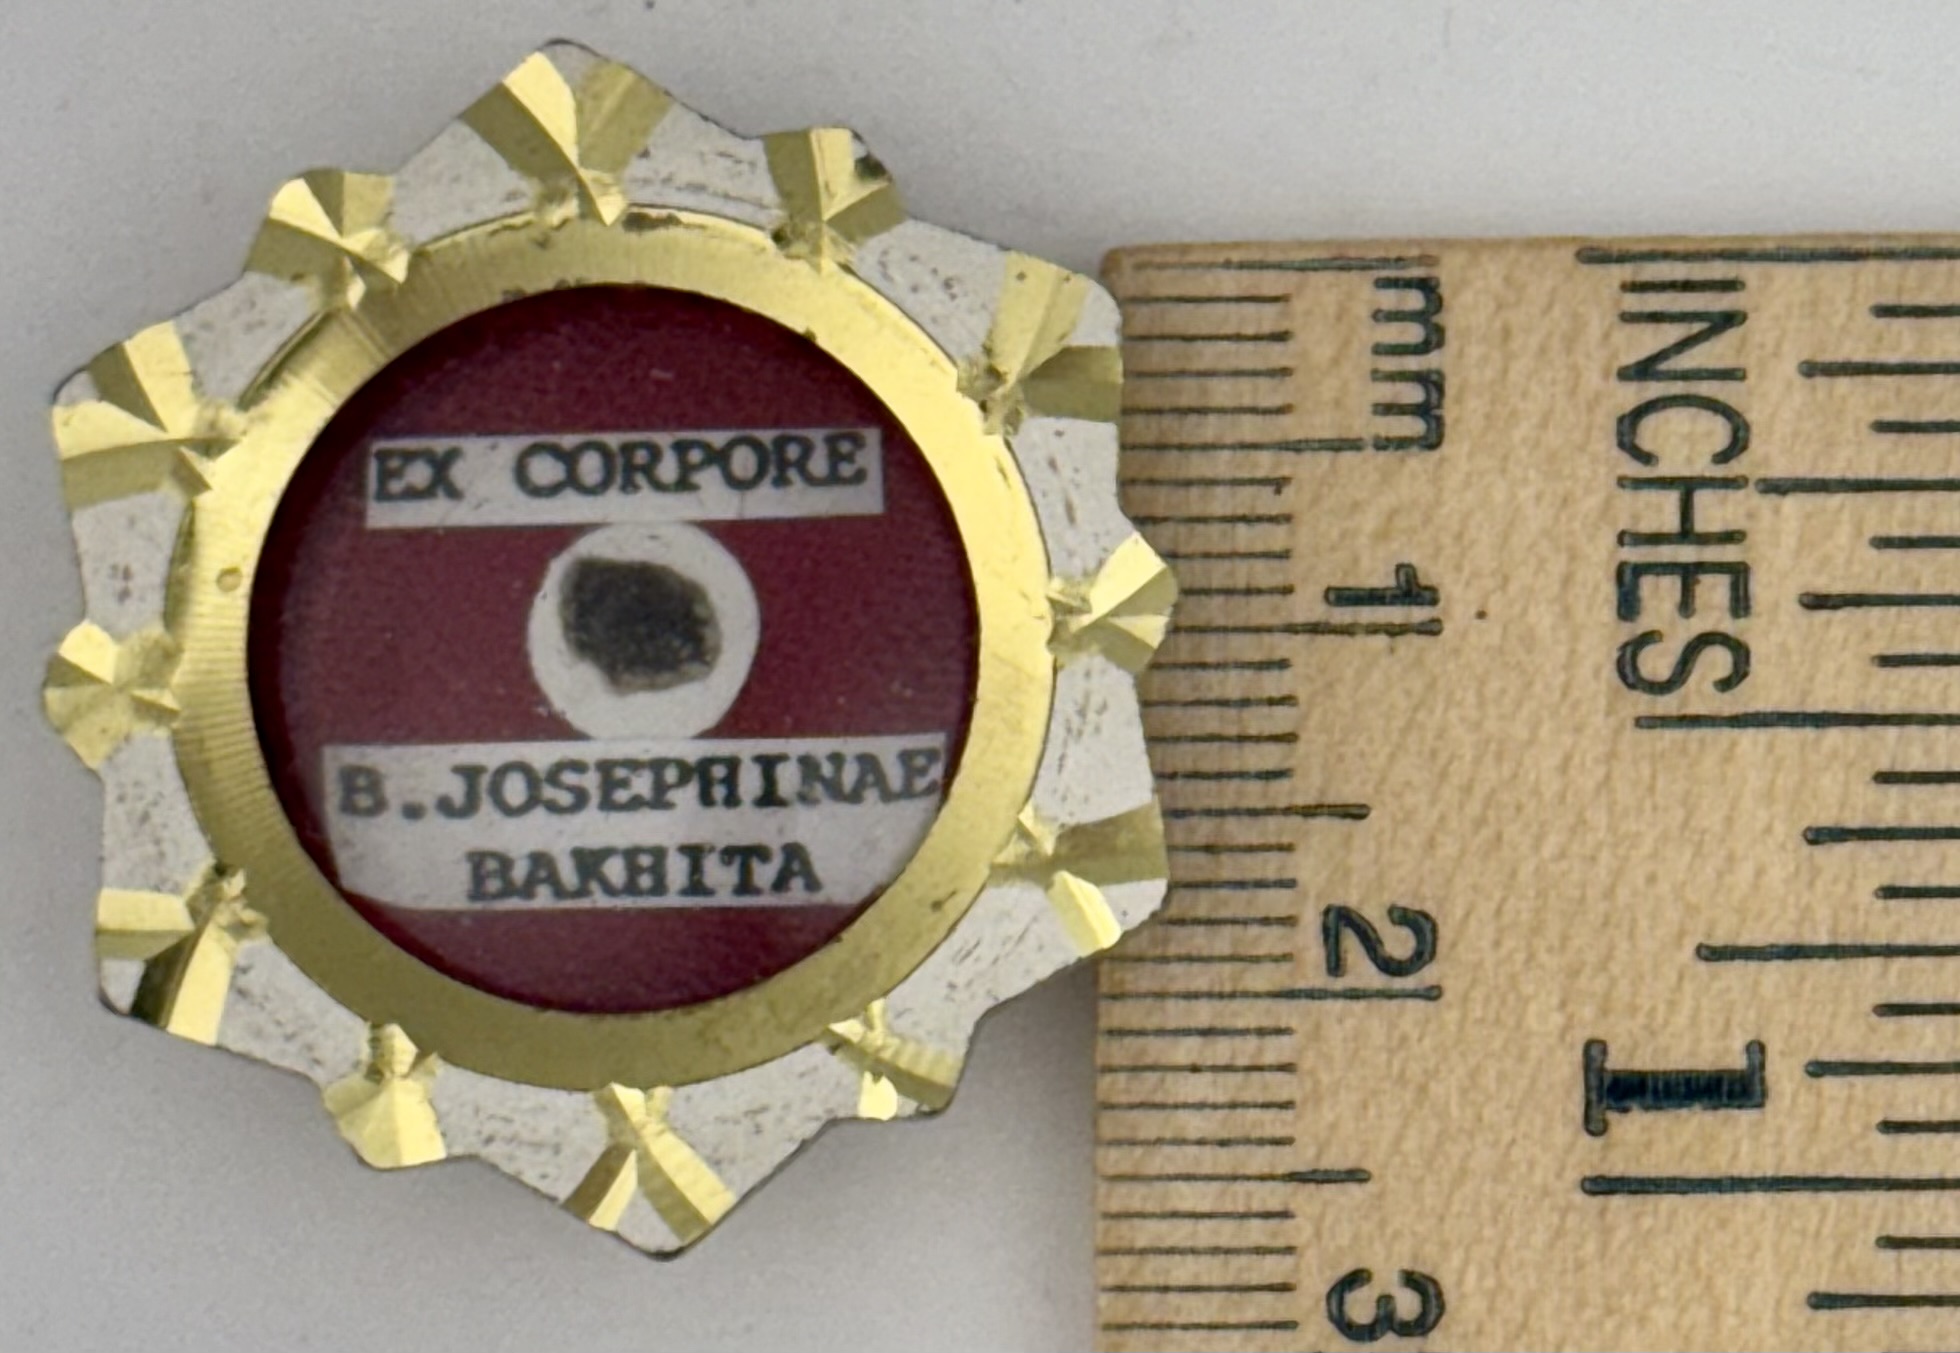 EX CORPORE
B.JOSEPHINAE
BAKHITA
mm
1
2
3
INCHES
1